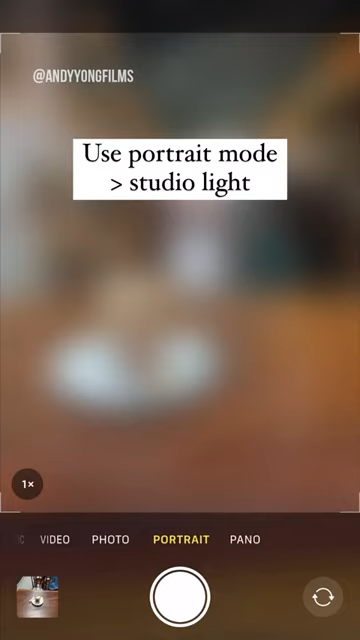 @ANDYYONGFILMS
Use portrait mode
> studio light
1×
VIDEO PHOTO PORTRAIT PANO